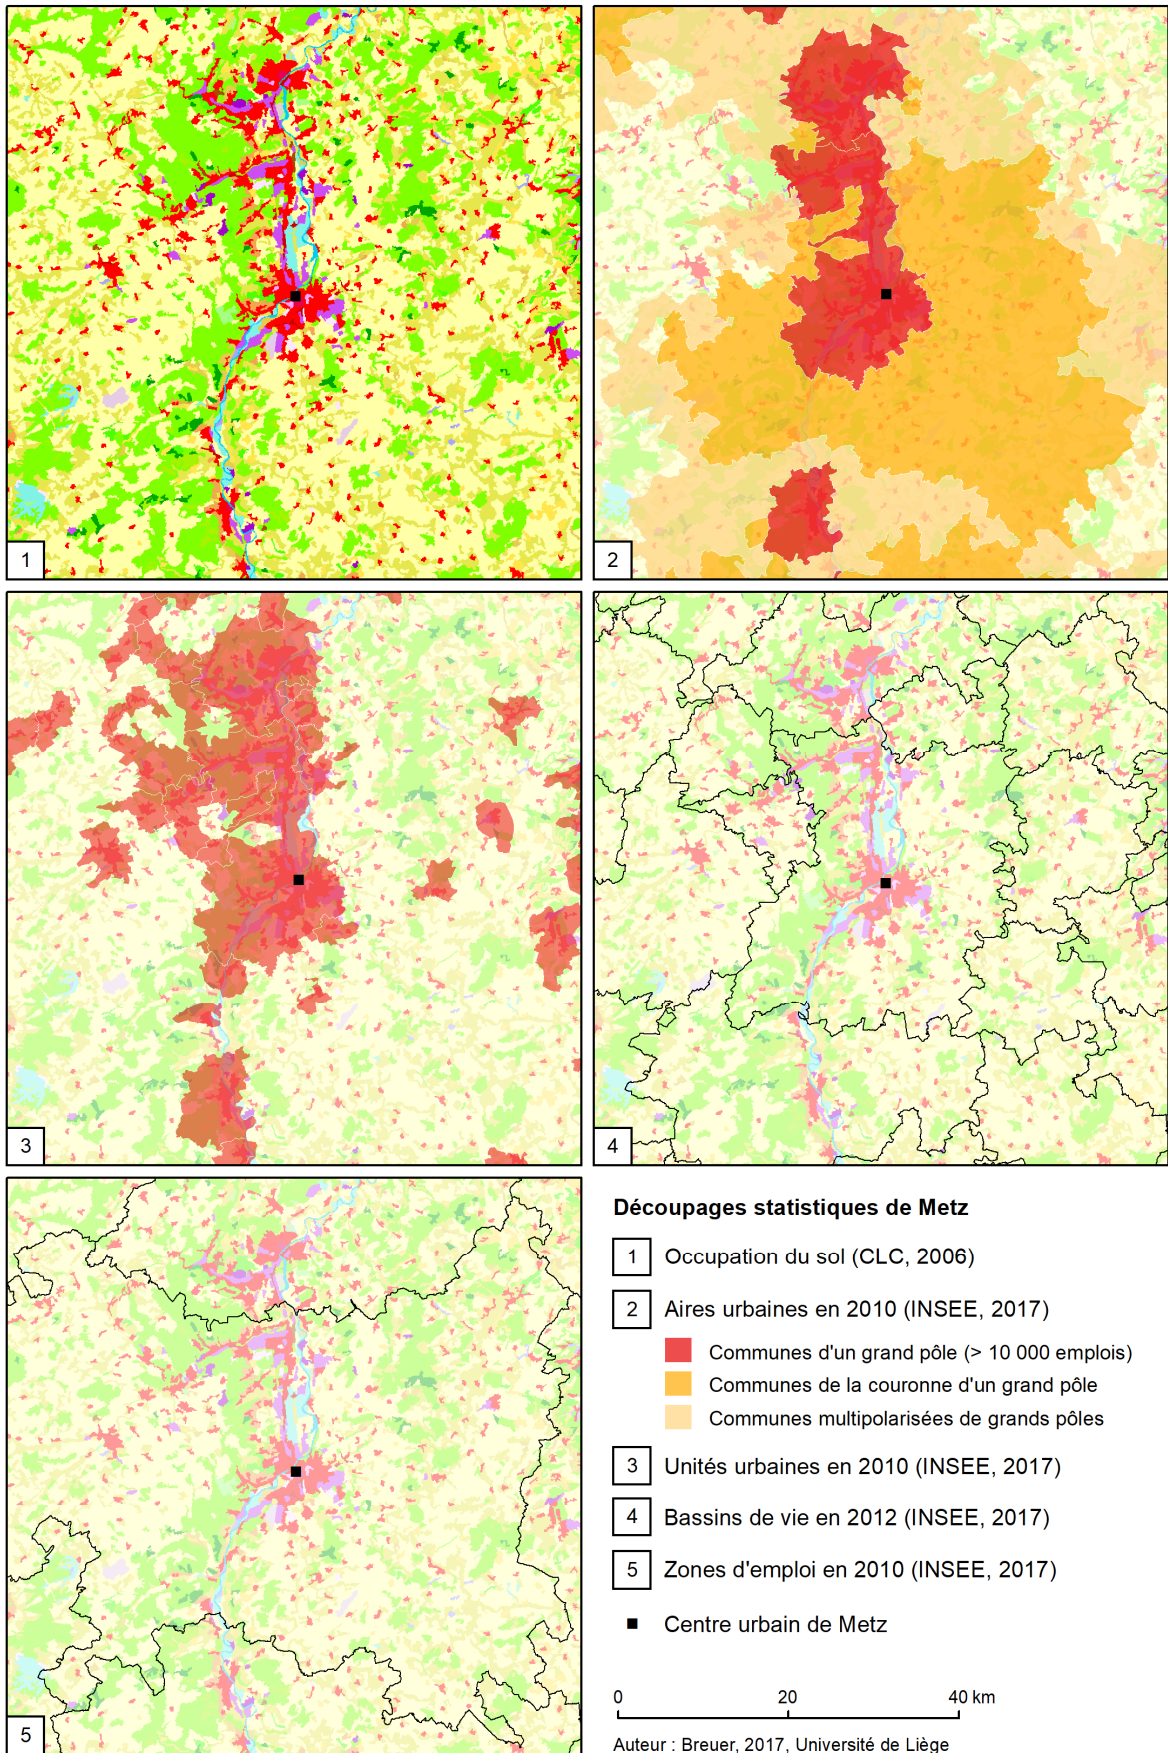 1
2
3
4
5
Découpages statistiques de Metz
1 Occupation du sol (CLC, 2006)
2 Aires urbaines en 2010 (INSEE, 2017)
Communes d'un grand pôle (> 10 000 emplois)
Communes de la couronne d'un grand pôle
Communes multipolarisées de grands pôles
3 Unités urbaines en 2010 (INSEE, 2017)
4 Bassins de vie en 2012 (INSEE, 2017)
5 Zones d'emploi en 2010 (INSEE, 2017)
Centre urbain de Metz
0 20 40 km
Auteur : Breuer, 2017, Université de Liège